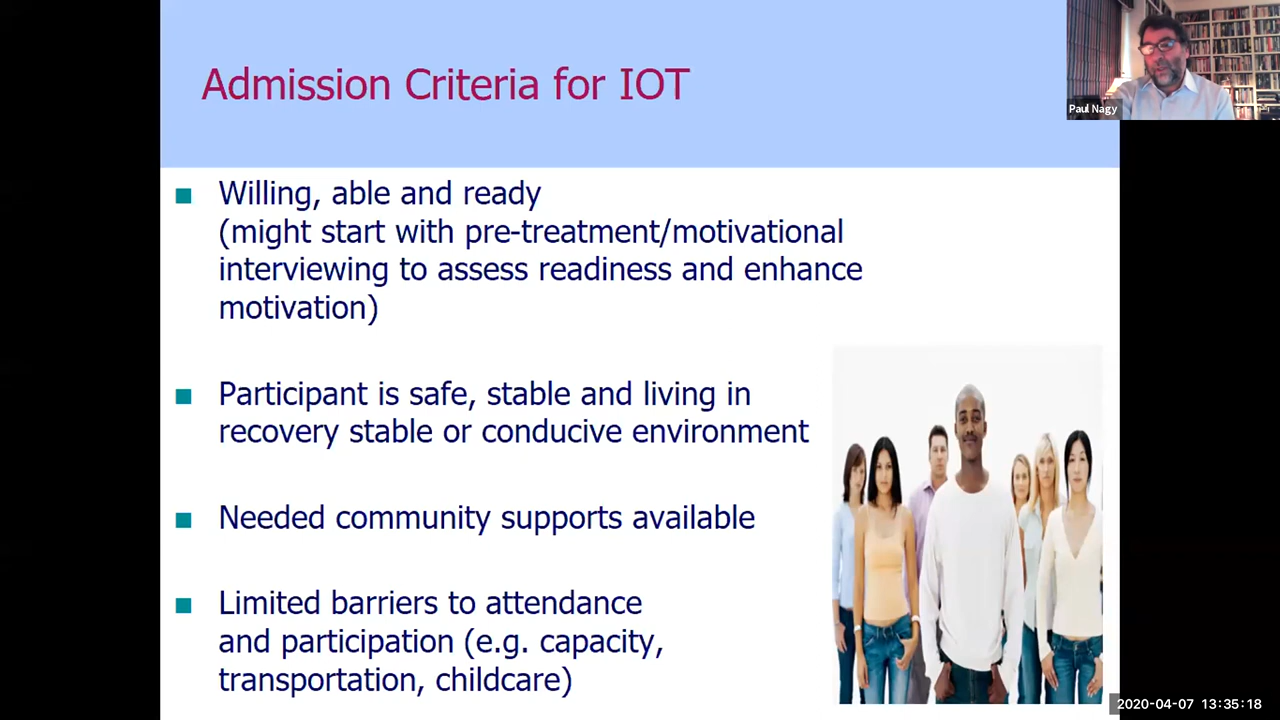 Admission Criteria for IOT
Paul Nagy
Willing, able and ready
(might start with pre-treatment/motivational
interviewing to assess readiness and enhance
motivation)
Participant is safe, stable and living in
recovery stable or conducive environment
Needed community supports available
Limited barriers to attendance
and participation (e.g. capacity,
transportation, childcare)
2020-04-07 13:35:18